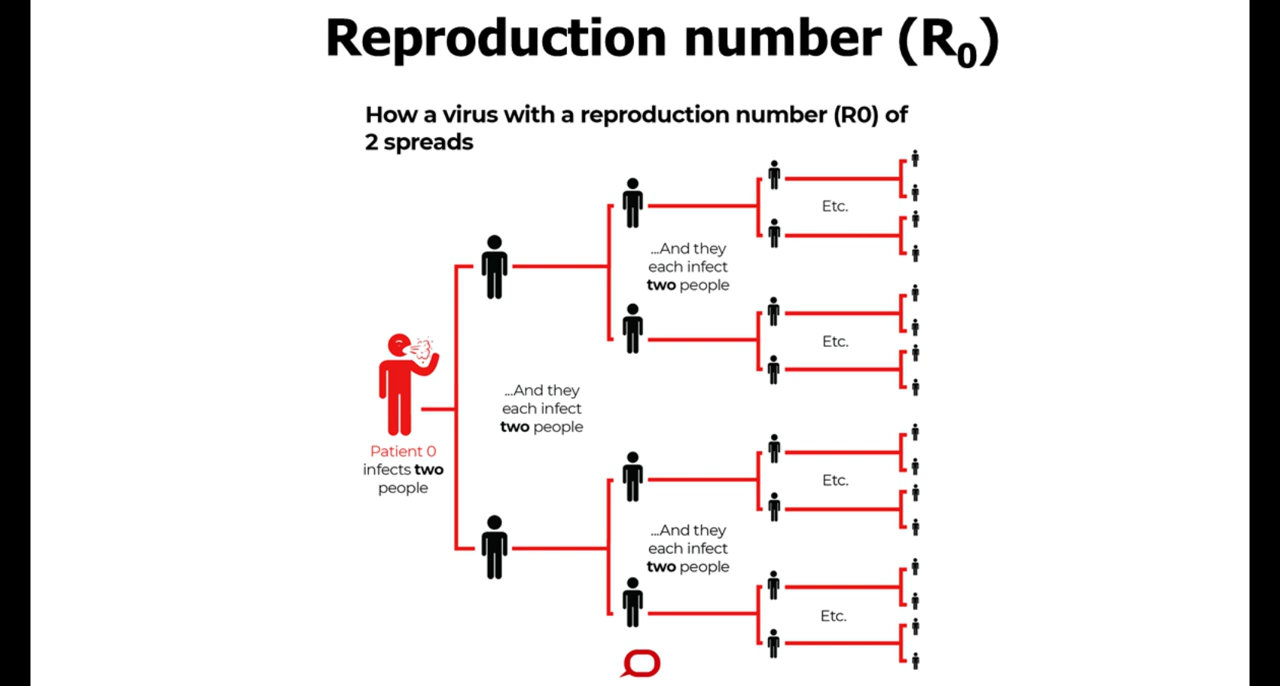 Reproduction number (R₀)
How a virus with a reproduction number (R0) of
2 spreads
Etc.
...And they
each infect
two people
Etc.
...And they
each infect
two people
Patient 0
infects two
people
Etc.
...And they
each infect
two people
Etc.